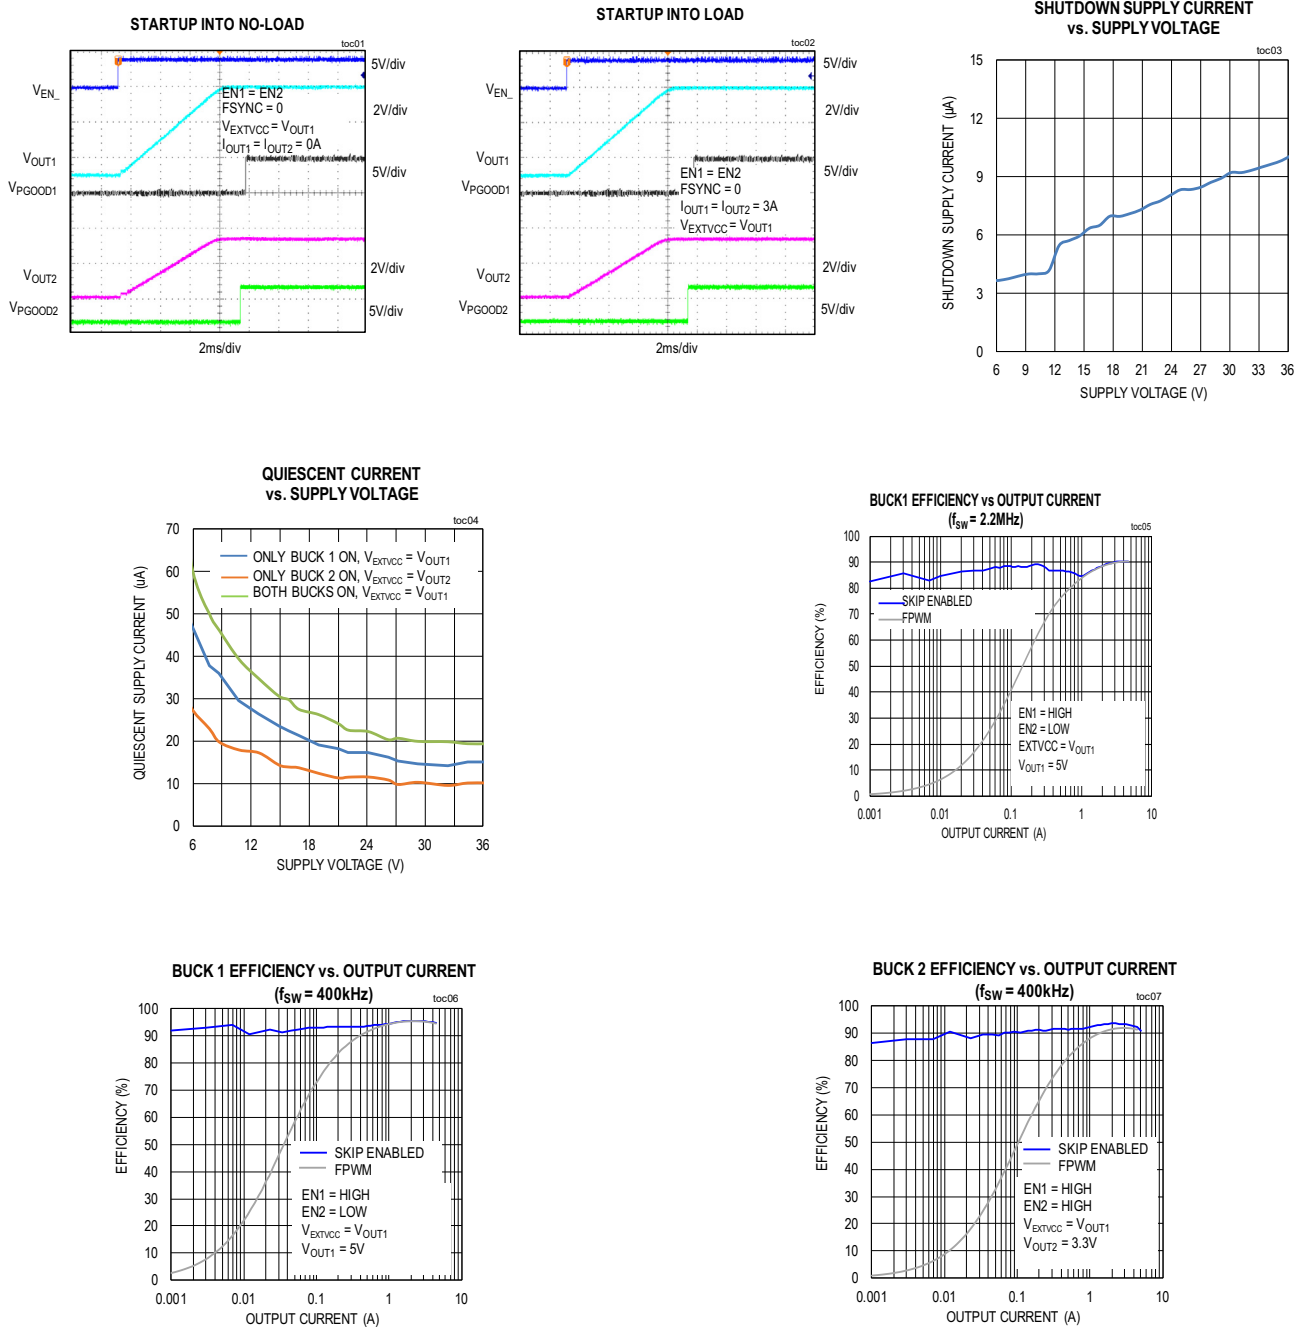 STARTUP INTO NO-LOAD
toc01
5V/div
VEN_
EN1 = EN2
FSYNC = 0
VEXTVCC = VOUT1
IOUT1 = IOUT2 = 0A
2V/div
VOUT1
5V/div
VPGOOD1
2V/div
VOUT2
VPGOOD2
5V/div
2ms/div
STARTUP INTO LOAD
toc02
5V/div
VEN_
2V/div
VOUT1
5V/div
VPGOOD1
EN1 = EN2
FSYNC = 0
IOUT1 = IOUT2 = 3A
VEXTVCC = VOUT1
2V/div
VOUT2
VPGOOD2
5V/div
2ms/div
SHUTDOWN SUPPLY CURRENT
vs. SUPPLY VOLTAGE
toc03
SHUTDOWN SUPPLY CURRENT (µA)
15
12
9
6
3
0
6 9 12 15 18 21 24 27 30 33 36
SUPPLY VOLTAGE (V)
QUIESCENT CURRENT
vs. SUPPLY VOLTAGE
toc04
QUIESCENT SUPPLY CURRENT (uA)
70
60
50
40
30
20
10
0
ONLY BUCK 1 ON, VEXTVCC = VOUT1
ONLY BUCK 2 ON, VEXTVCC = VOUT2
BOTH BUCKS ON, VEXTVCC = VOUT1
6 12 18 24 30 36
SUPPLY VOLTAGE (V)
BUCK1 EFFICIENCY vs OUTPUT CURRENT
(fSW = 2.2MHz)
toc05
EFFICIENCY (%)
100
90
80
70
60
50
40
30
20
10
0
SKIP ENABLED
FPWM
EN1 = HIGH
EN2 = LOW
EXTVCC = VOUT1
VOUT1 = 5V
0.001 0.01 0.1 1 10
OUTPUT CURRENT (A)
BUCK 1 EFFICIENCY vs. OUTPUT CURRENT
(fSW = 400kHz)
toc06
EFFICIENCY (%)
100
90
80
70
60
50
40
30
20
10
0
SKIP ENABLED
FPWM
EN1 = HIGH
EN2 = LOW
VEXTVCC = VOUT1
VOUT1 = 5V
0.001 0.01 0.1 1 10
OUTPUT CURRENT (A)
BUCK 2 EFFICIENCY vs. OUTPUT CURRENT
(fSW = 400kHz)
toc07
EFFICIENCY (%)
100
90
80
70
60
50
40
30
20
10
0
SKIP ENABLED
FPWM
EN1 = HIGH
EN2 = HIGH
VEXTVCC = VOUT1
VOUT2 = 3.3V
0.001 0.01 0.1 1 10
OUTPUT CURRENT (A)